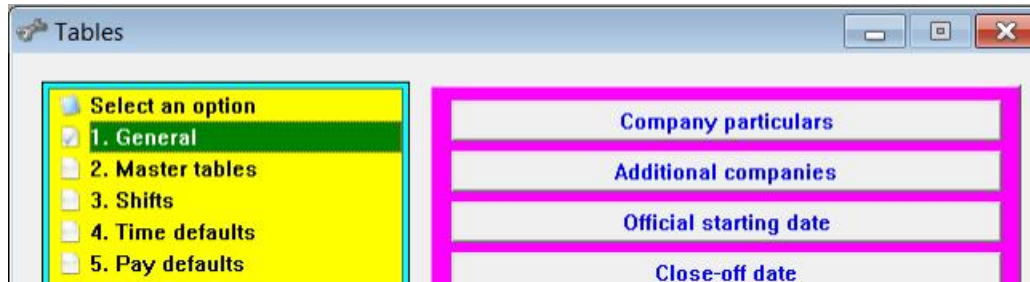 Tables
Select an option
1. General
2. Master tables
3. Shifts
4. Time defaults
5. Pay defaults
Company particulars
Additional companies
Official starting date
Close-off date